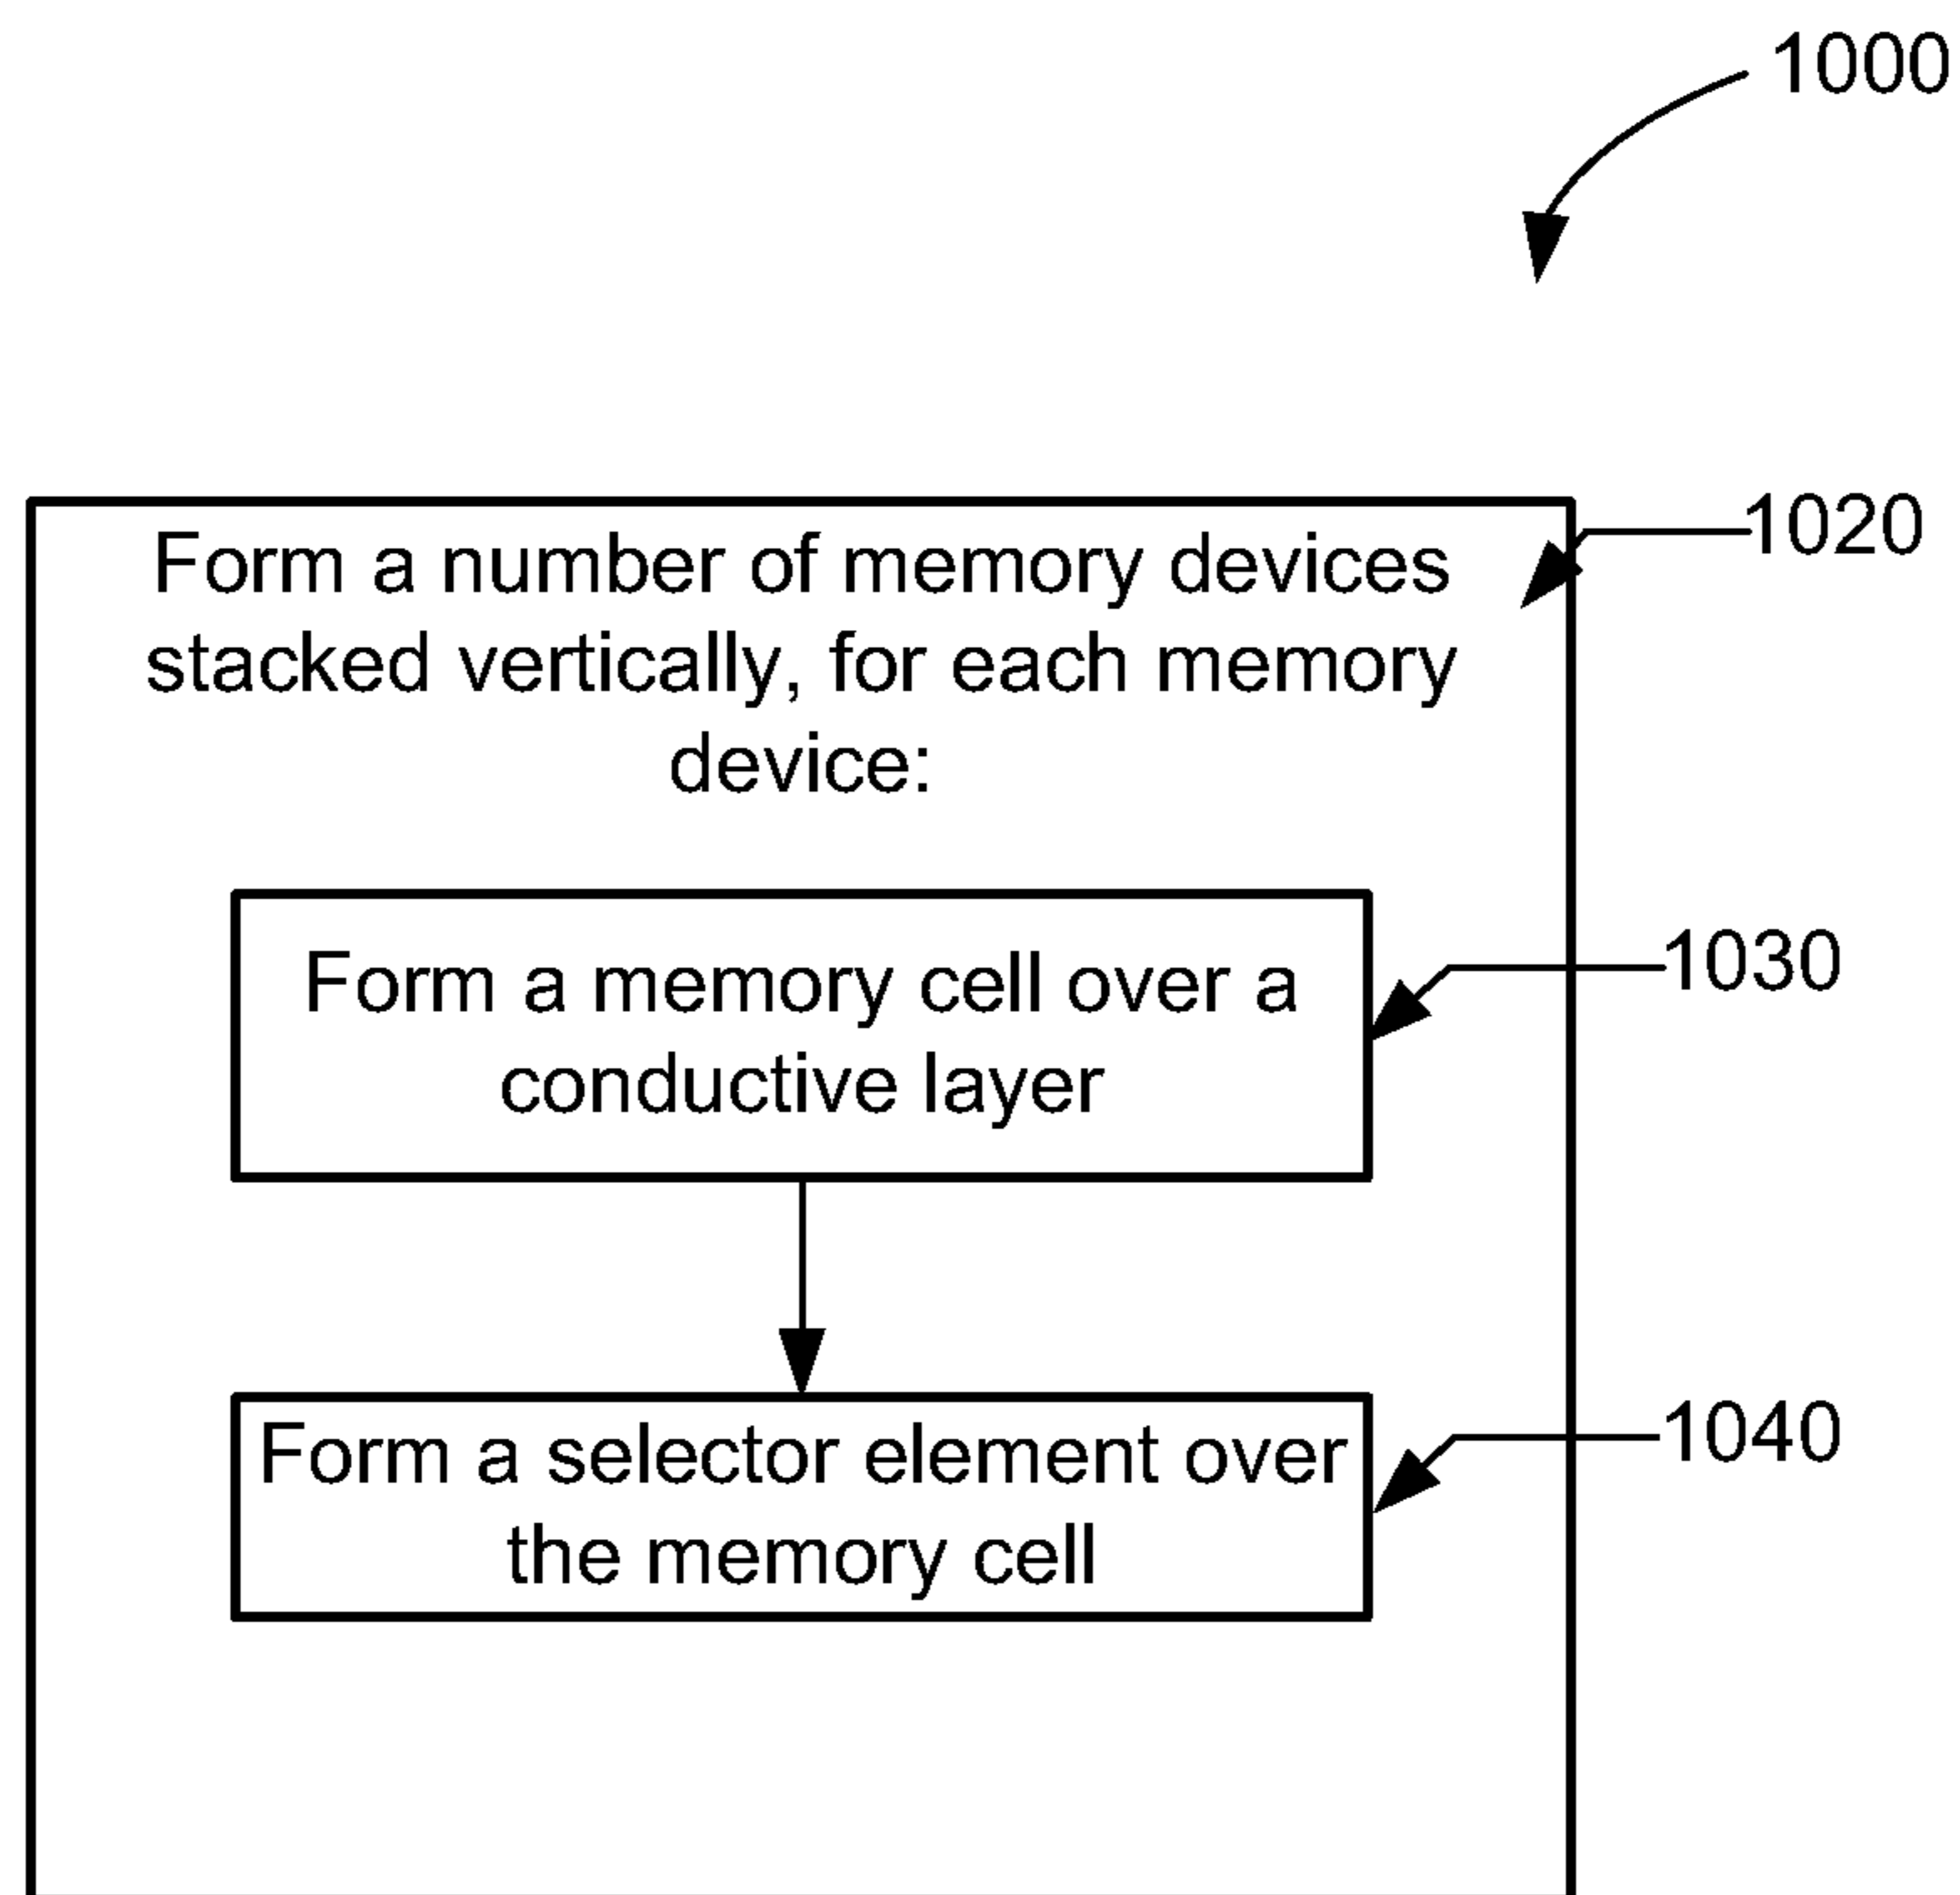 1000
1020
Form a number of memory devices
stacked vertically, for each memory
device:
1030
Form a memory cell over a
conductive layer
1040
Form a selector element over
the memory cell